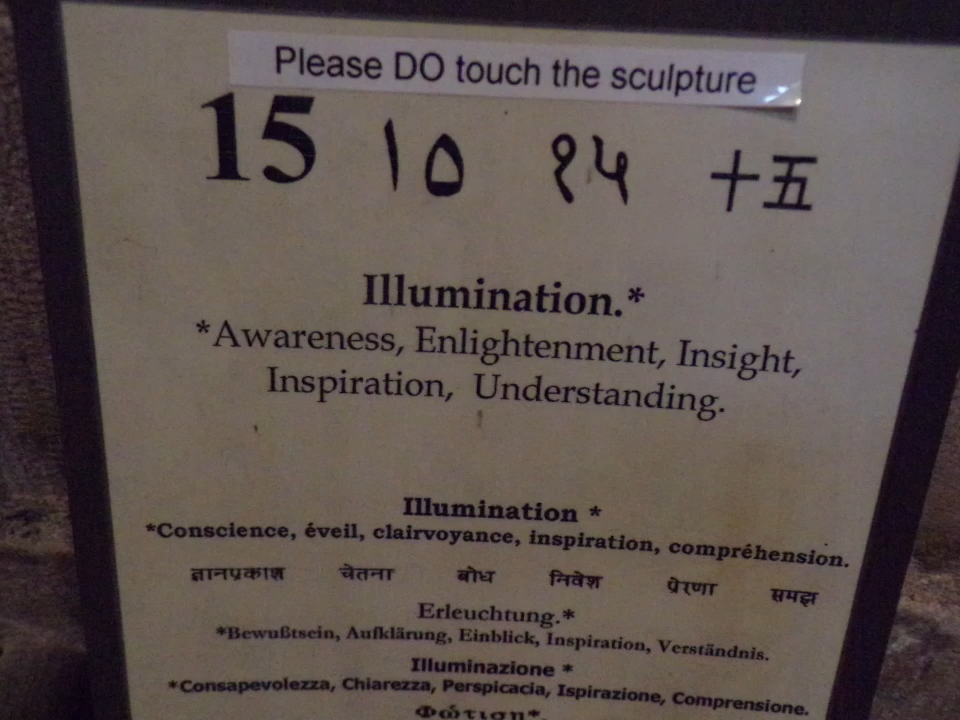 Please DO touch the sculpture
15 ١٥ १५ 十五
Illumination.*
*Awareness, Enlightenment, Insight,
Inspiration, Understanding.
Illumination *
*Conscience, éveil, clairvoyance, inspiration, compréhension.
ज्ञानप्रकाश चेतना बोध निवेश प्रेरणा समझ
Erleuchtung.*
*Bewußtsein, Aufklärung, Einblick, Inspiration, Verständnis.
Illuminazione *
*Consapevolezza, Chiarezza, Perspicacia, Ispirazione, Comprensione.
Φώτιση*.